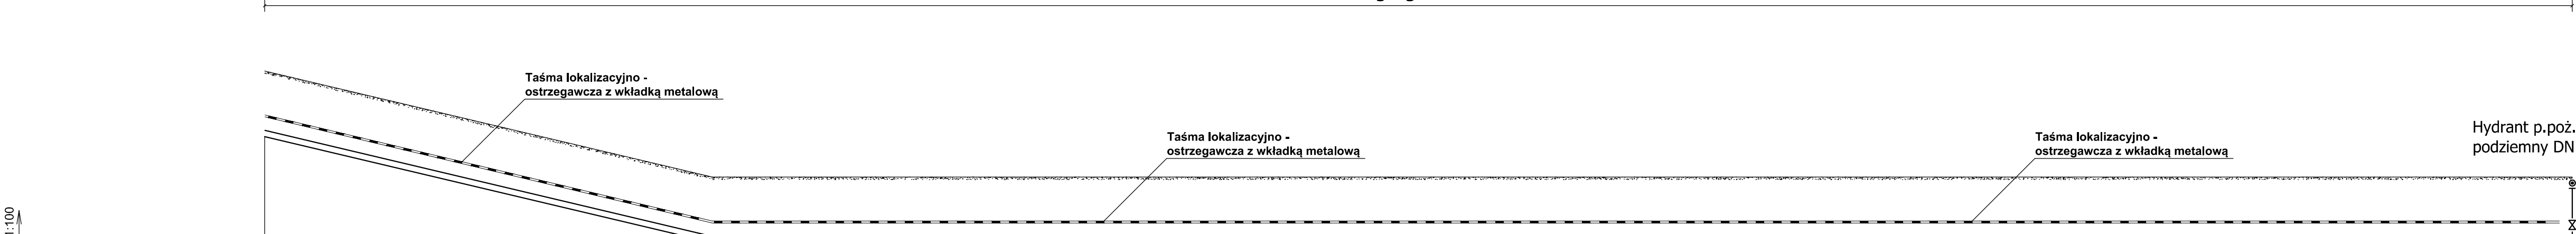 Taśma lokalizacyjno -
ostrzegawcza z wkładką metalową
Taśma lokalizacyjno -
ostrzegawcza z wkładką metalową
Taśma lokalizacyjno -
ostrzegawcza z wkładką metalową
Hydrant p.poż.
podziemny DN
1:100